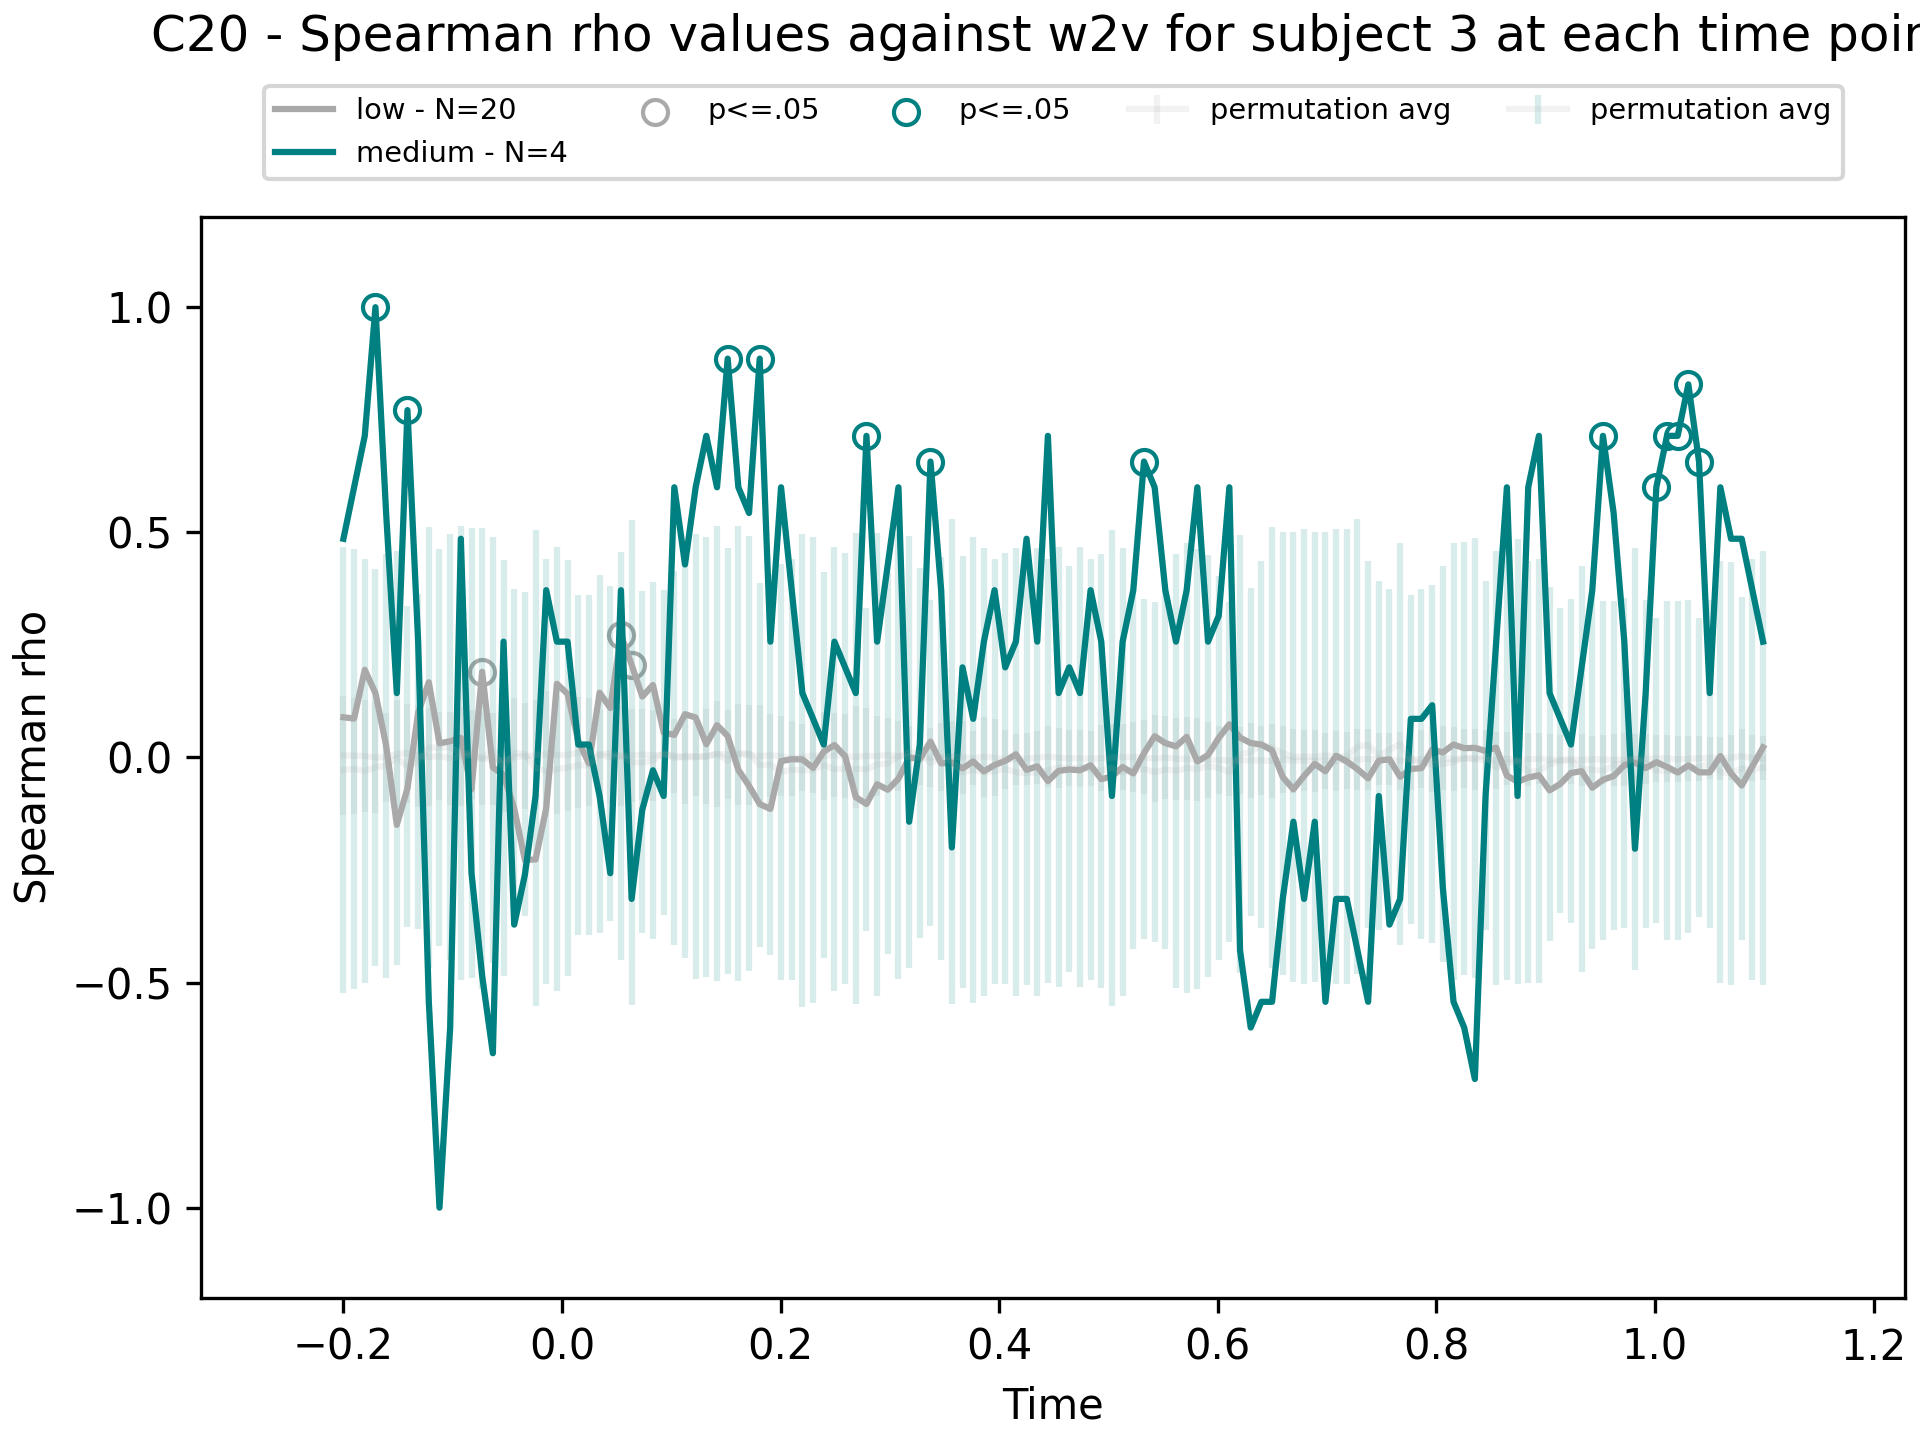 C20 - Spearman rho values against w2v for subject 3 at each time poin
low - N=20
medium - N=4
p<=.05
p<=.05
permutation avg
permutation avg
Spearman rho
1.0
0.5
0.0
−0.5
−1.0
−0.2 0.0 0.2 0.4 0.6 0.8 1.0 1.2
Time